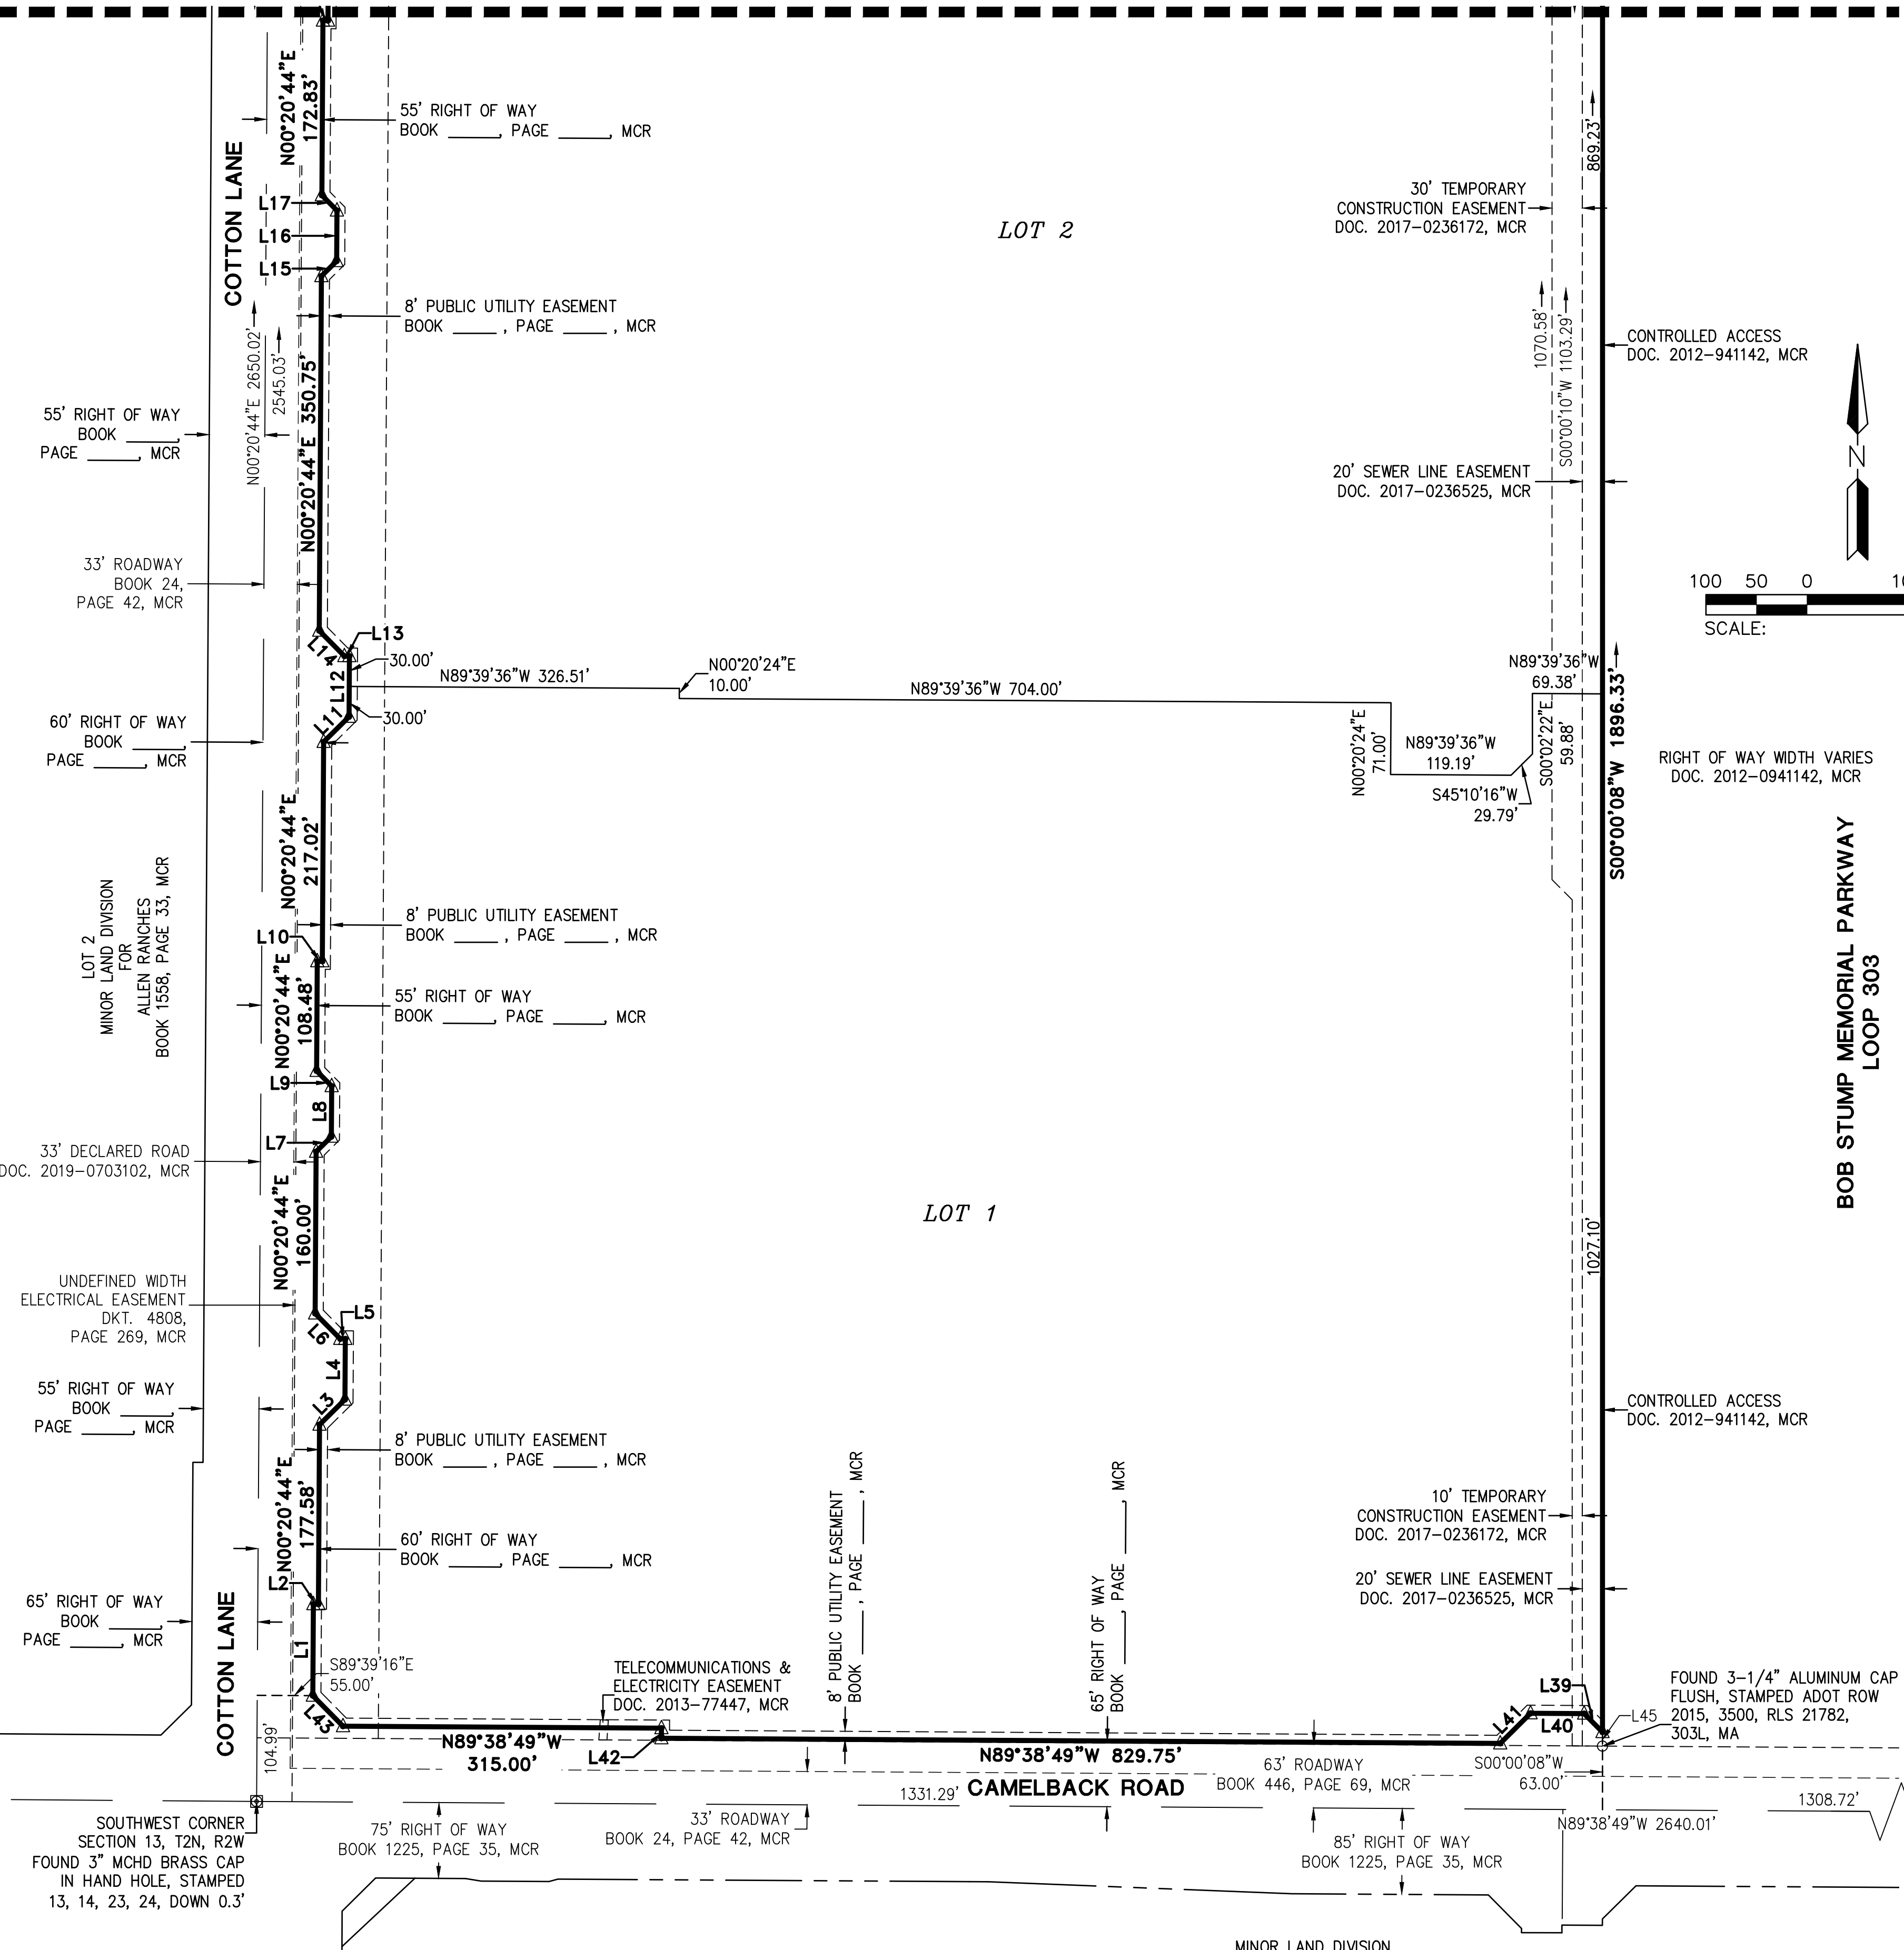 N00°20'44"E
172.83'
55' RIGHT OF WAY
BOOK _____, PAGE _____, MCR
COTTON LANE
L17
L16
L15
LOT 2
30' TEMPORARY
CONSTRUCTION EASEMENT
DOC. 2017-0236172, MCR
869.23'
8' PUBLIC UTILITY EASEMENT
BOOK _____, PAGE _____, MCR
N00°20'44"E 2650.02'
2545.03'
N00°20'44"E 350.75'
1070.58'
S00°00'10"W 1103.29'
CONTROLLED ACCESS
DOC. 2012-941142, MCR
N
55' RIGHT OF WAY
BOOK _____,
PAGE _____, MCR
20' SEWER LINE EASEMENT
DOC. 2017-0236525, MCR
33' ROADWAY
BOOK 24,
PAGE 42, MCR
100 50 0 10
SCALE:
L13
L14
30.00'
L12
N89°39'36"W 326.51'
N00°20'24"E
10.00'
N89°39'36"W 704.00'
N89°39'36"W
69.38'
L11
30.00'
60' RIGHT OF WAY
BOOK _____,
PAGE _____, MCR
N00°20'24"E
71.00'
N89°39'36"W
119.19'
S45°10'16"W
29.79'
S00°02'22"E
59.88'
S00°00'08"W 1896.33'
RIGHT OF WAY WIDTH VARIES
DOC. 2012-0941142, MCR
N00°20'44"E
217.02'
LOT 2
MINOR LAND DIVISION
FOR
ALLEN RANCHES
BOOK 1558, PAGE 33, MCR
BOB STUMP MEMORIAL PARKWAY
LOOP 303
8' PUBLIC UTILITY EASEMENT
BOOK _____, PAGE _____, MCR
L10
N00°20'44"E
108.48'
55' RIGHT OF WAY
BOOK _____, PAGE _____, MCR
L9
L8
L7
33' DECLARED ROAD
DOC. 2019-0703102, MCR
N00°20'44"E
160.00'
LOT 1
1027.10'
UNDEFINED WIDTH
ELECTRICAL EASEMENT
DKT. 4808,
PAGE 269, MCR
L5
L6
L4
L3
55' RIGHT OF WAY
BOOK _____,
PAGE _____, MCR
CONTROLLED ACCESS
DOC. 2012-941142, MCR
8' PUBLIC UTILITY EASEMENT
BOOK _____, PAGE _____, MCR
N00°20'44"E
177.58'
60' RIGHT OF WAY
BOOK _____, PAGE _____, MCR
8' PUBLIC UTILITY EASEMENT
BOOK _____, PAGE _____, MCR
65' RIGHT OF WAY
BOOK _____, PAGE _____, MCR
10' TEMPORARY
CONSTRUCTION EASEMENT
DOC. 2017-0236172, MCR
L2
65' RIGHT OF WAY
BOOK _____,
PAGE _____, MCR
20' SEWER LINE EASEMENT
DOC. 2017-0236525, MCR
COTTON LANE
L1
S89°39'16"E
55.00'
TELECOMMUNICATIONS &
ELECTRICITY EASEMENT
DOC. 2013-77447, MCR
L39
FOUND 3-1/4" ALUMINUM CAP
FLUSH, STAMPED ADOT ROW
2015, 3500, RLS 21782,
303L, MA
L45
L43
L41
L40
104.99'
N89°38'49"W
315.00'
L42
N89°38'49"W 829.75'
63' ROADWAY
BOOK 446, PAGE 69, MCR
S00°00'08"W
63.00'
CAMELBACK ROAD
1331.29'
1308.72'
SOUTHWEST CORNER
SECTION 13, T2N, R2W
FOUND 3" MCHD BRASS CAP
IN HAND HOLE, STAMPED
13, 14, 23, 24, DOWN 0.3'
75' RIGHT OF WAY
BOOK 1225, PAGE 35, MCR
33' ROADWAY
BOOK 24, PAGE 42, MCR
N89°38'49"W 2640.01'
85' RIGHT OF WAY
BOOK 1225, PAGE 35, MCR
MINOR LAND DIVISION